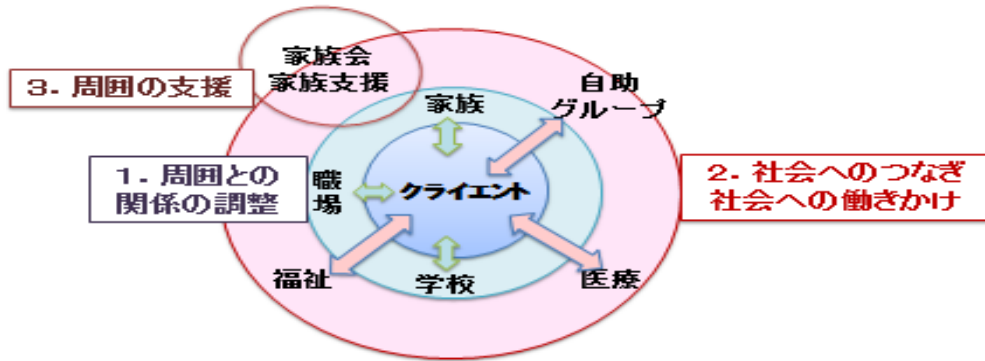 家族会
家族支援
3．周囲の支援
自助
グループ
家族
1．周囲との
関係の調整
職
場
クライエント
2．社会へのつなぎ
社会への働きかけ
福祉
学校
医療